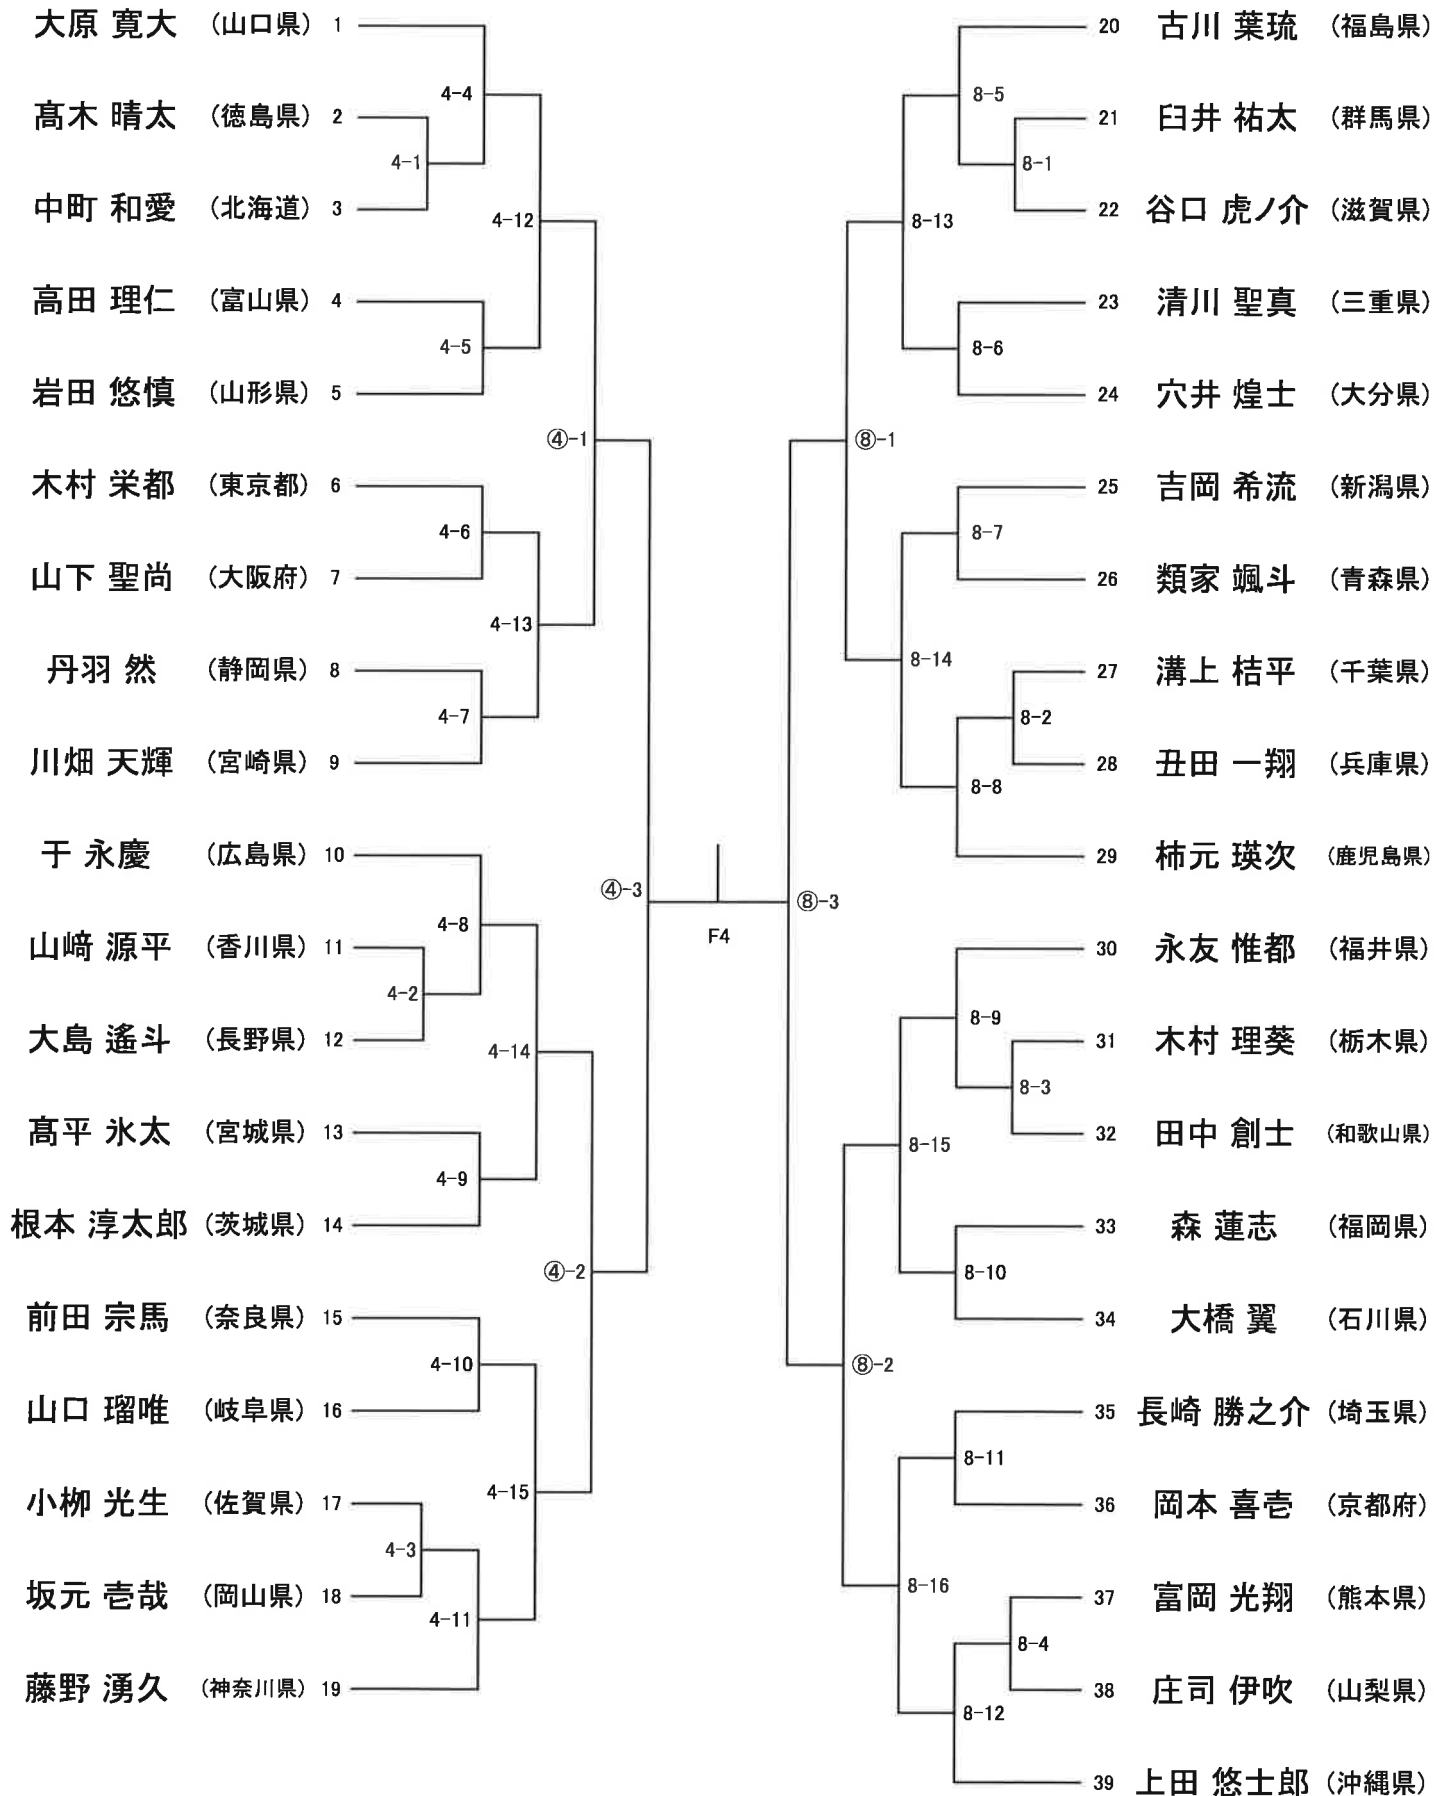 大原 寛大 (山口県) 1
4-4
髙木 晴太 (徳島県) 2
4-1
中町 和愛 (北海道) 3
4-12
高田 理仁 (富山県) 4
4-5
岩田 悠慎 (山形県) 5
④-1
木村 栄都 (東京都) 6
4-6
山下 聖尚 (大阪府) 7
4-13
丹羽 然 (静岡県) 8
4-7
川畑 天輝 (宮崎県) 9
于 永慶 (広島県) 10
④-3
4-8
山﨑 源平 (香川県) 11
4-2
大島 遙斗 (長野県) 12
4-14
髙平 氷太 (宮城県) 13
4-9
根本 淳太郎 (茨城県) 14
④-2
前田 宗馬 (奈良県) 15
4-10
山口 瑠唯 (岐阜県) 16
4-15
小栁 光生 (佐賀県) 17
4-3
坂元 壱哉 (岡山県) 18
4-11
藤野 湧久 (神奈川県) 19
F4
20 古川 葉琉 (福島県)
8-5
21 臼井 祐太 (群馬県)
8-1
22 谷口 虎ノ介 (滋賀県)
8-13
23 清川 聖真 (三重県)
8-6
24 穴井 煌士 (大分県)
⑧-1
25 吉岡 希流 (新潟県)
8-7
26 類家 颯斗 (青森県)
8-14
27 溝上 桔平 (千葉県)
8-2
28 丑田 一翔 (兵庫県)
8-8
29 柿元 瑛次 (鹿児島県)
⑧-3
30 永友 惟都 (福井県)
8-9
31 木村 理葵 (栃木県)
8-3
32 田中 創士 (和歌山県)
8-15
33 森 蓮志 (福岡県)
8-10
34 大橋 翼 (石川県)
⑧-2
35 長崎 勝之介 (埼玉県)
8-11
36 岡本 喜壱 (京都府)
8-16
37 富岡 光翔 (熊本県)
8-4
38 庄司 伊吹 (山梨県)
8-12
39 上田 悠士郎 (沖縄県)